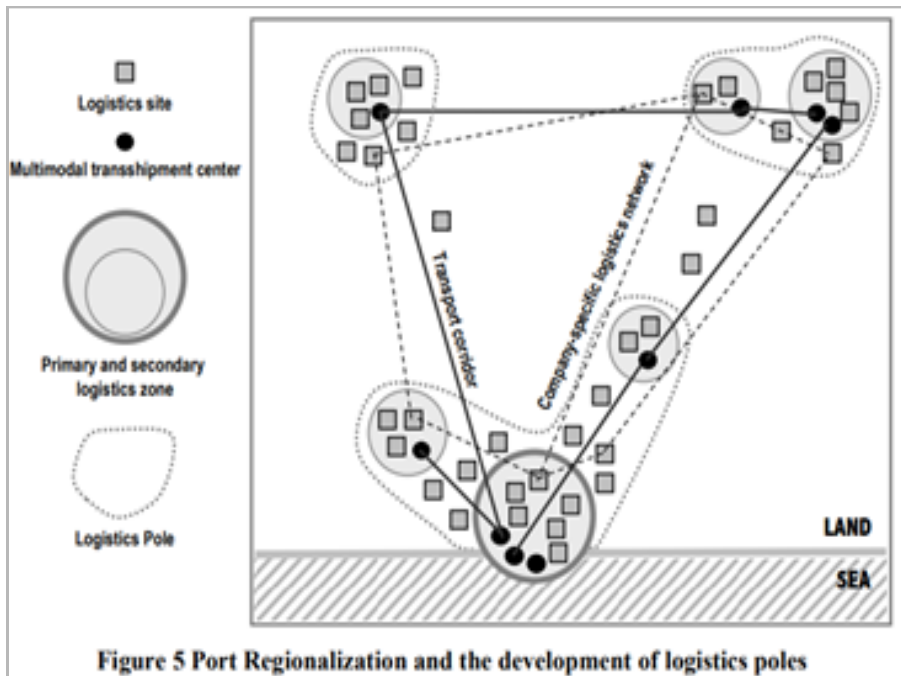 Logistics site
Multimodal transshipment center
Primary and secondary
logistics zone
Logistics Pole
Transport corridor
Company-specific logistics network
LAND
SEA
Figure 5 Port Regionalization and the development of logistics poles